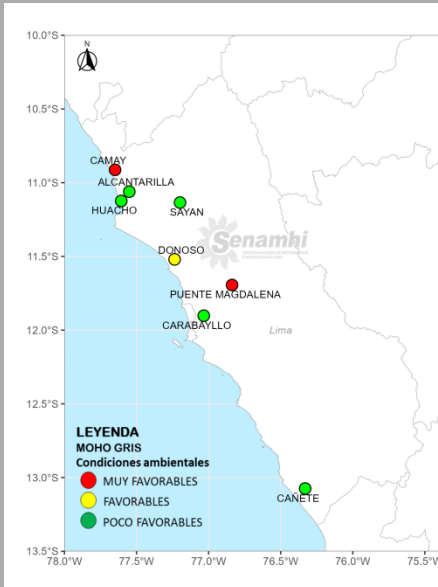 10.0°S
N
10.5°S
CAMAY
11.0°S
ALCANTARILLA
HUACHO
SAYAN
11.5°S
DONOSO
Senamhi
PUENTE MAGDALENA
12.0°S
CARABAYLLO
Lima
12.5°S
LEYENDA
MOHO GRIS
Condiciones ambientales
MUY FAVORABLES
FAVORABLES
POCO FAVORABLES
13.0°S
CAÑETE
13.5°S
78.0°W 77.5°W 77.0°W 76.5°W 76.0°W 75.5°W